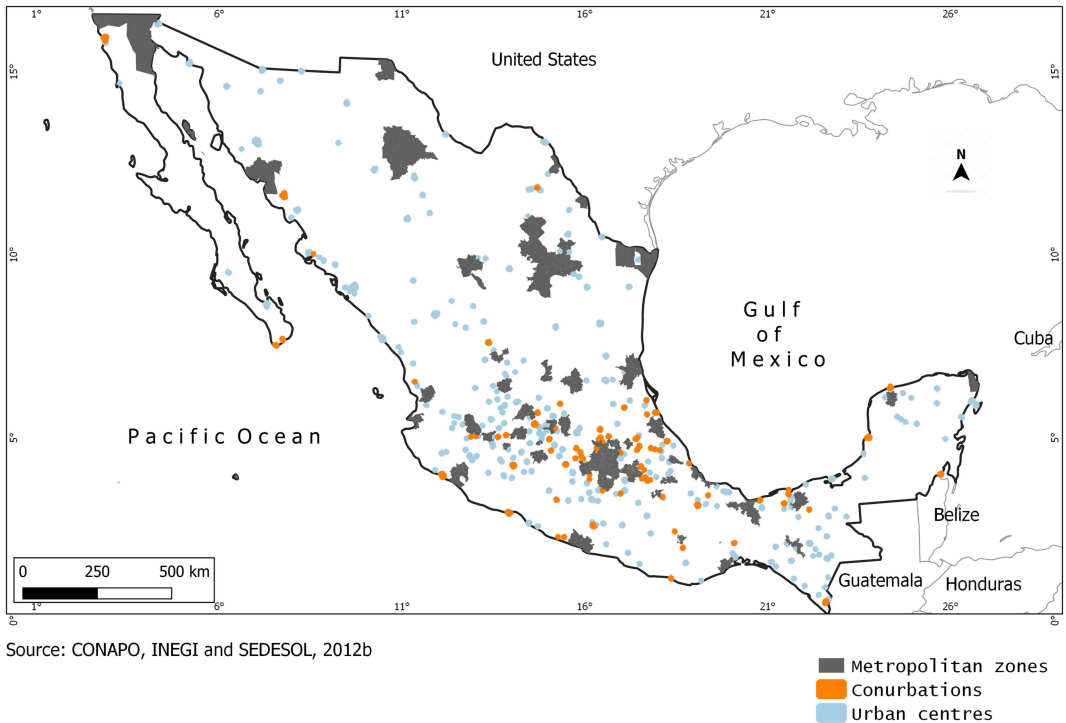 1° 6° 11° 16° 21° 26°
15° 15°
United States
N
10° 10°
Gulf
of
Mexico
Cuba
Pacific Ocean
5° 5°
Belize
0 250 500 km
Guatemala
Honduras
1° 6° 11° 16° 21° 26°
0° 0°
Source: CONAPO, INEGI and SEDESOL, 2012b
Metropolitan zones
Conurbations
Urban centres